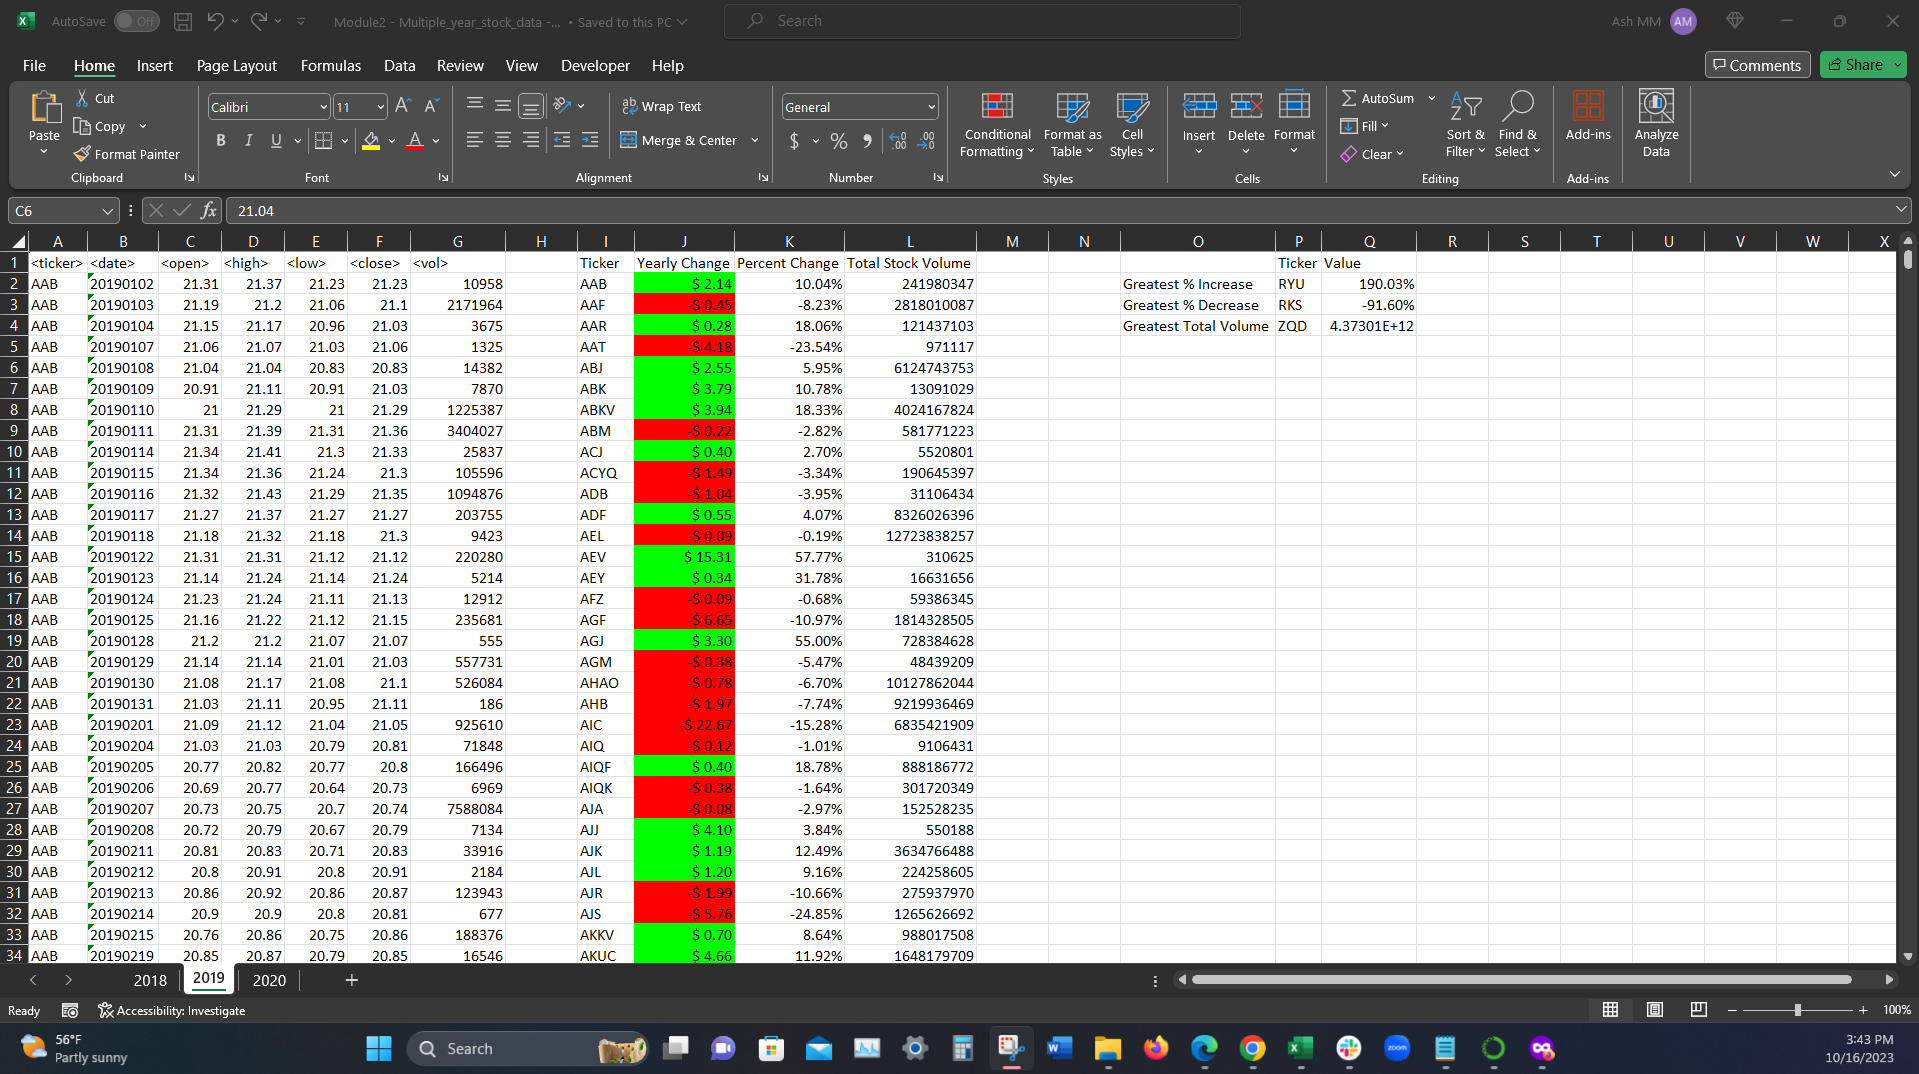 AutoSave Off Module2 - Multiple_year_stock_data -... • Saved to this PC Search Ash MM AM
File Home Insert Page Layout Formulas Data Review View Developer Help Comments Share
Paste Cut Copy Format Painter Clipboard
Calibri 11 B I U Font
Wrap Text Merge & Center Alignment
General $ % Number
Conditional Formatting Format as Table Cell Styles Styles
Insert Delete Format Cells
AutoSum Fill Clear Sort & Filter Find & Select Editing
Add-ins Add-ins
Analyze Data
C6 fx 21.04
A B C D E F G H I J K L M N O P Q R S T U V W X
1 <ticker> <date> <open> <high> <low> <close> <vol> Ticker Yearly Change Percent Change Total Stock Volume Ticker Value
2 AAB 20190102 21.31 21.37 21.23 21.23 10958 AAB $ 2.14 10.04% 241980347 Greatest % Increase RYU 190.03%
3 AAB 20190103 21.19 21.2 21.06 21.1 2171964 AAF -$ 0.45 -8.23% 2818010087 Greatest % Decrease RKS -91.60%
4 AAB 20190104 21.15 21.17 20.96 21.03 3675 AAR $ 0.28 18.06% 121437103 Greatest Total Volume ZQD 4.37301E+12
5 AAB 20190107 21.06 21.07 21.03 21.06 1325 AAT -$ 4.18 -23.54% 971117
6 AAB 20190108 21.04 21.04 20.83 20.83 14382 ABJ $ 2.55 5.95% 6124743753
7 AAB 20190109 20.91 21.11 20.91 21.03 7870 ABK $ 3.79 10.78% 13091029
8 AAB 20190110 21 21.29 21 21.29 1225387 ABKV $ 3.94 18.33% 4024167824
9 AAB 20190111 21.31 21.39 21.31 21.36 3404027 ABM -$ 0.22 -2.82% 581771223
10 AAB 20190114 21.34 21.41 21.3 21.33 25837 ACJ $ 0.40 2.70% 5520801
11 AAB 20190115 21.34 21.36 21.24 21.3 105596 ACYQ -$ 1.49 -3.34% 190645397
12 AAB 20190116 21.32 21.43 21.29 21.35 1094876 ADB -$ 1.04 -3.95% 31106434
13 AAB 20190117 21.27 21.37 21.27 21.27 203755 ADF $ 0.55 4.07% 8326026396
14 AAB 20190118 21.18 21.32 21.18 21.3 9423 AEL -$ 0.09 -0.19% 12723838257
15 AAB 20190122 21.31 21.31 21.12 21.12 220280 AEV $ 15.31 57.77% 310625
16 AAB 20190123 21.14 21.24 21.14 21.24 5214 AEY $ 0.34 31.78% 16631656
17 AAB 20190124 21.23 21.24 21.11 21.13 12912 AFZ -$ 0.09 -0.68% 59386345
18 AAB 20190125 21.16 21.22 21.12 21.15 235681 AGF -$ 6.65 -10.97% 1814328505
19 AAB 20190128 21.2 21.2 21.07 21.07 555 AGJ $ 3.30 55.00% 728384628
20 AAB 20190129 21.14 21.14 21.01 21.03 557731 AGM -$ 0.38 -5.47% 48439209
21 AAB 20190130 21.08 21.17 21.08 21.1 526084 AHAO -$ 0.78 -6.70% 10127862044
22 AAB 20190131 21.03 21.11 20.95 21.11 186 AHB -$ 1.97 -7.74% 9219936469
23 AAB 20190201 21.09 21.12 21.04 21.05 925610 AIC -$ 22.67 -15.28% 6835421909
24 AAB 20190204 21.03 21.03 20.79 20.81 71848 AIQ -$ 0.12 -1.01% 9106431
25 AAB 20190205 20.77 20.82 20.77 20.8 166496 AIQF $ 0.40 18.78% 888186772
26 AAB 20190206 20.69 20.77 20.64 20.73 6969 AIQK -$ 0.38 -1.64% 301720349
27 AAB 20190207 20.73 20.75 20.7 20.74 7588084 AJA -$ 0.08 -2.97% 152528235
28 AAB 20190208 20.72 20.79 20.67 20.79 7134 AJJ $ 4.10 3.84% 550188
29 AAB 20190211 20.81 20.83 20.71 20.83 33916 AJK $ 1.19 12.49% 3634766488
30 AAB 20190212 20.8 20.91 20.8 20.91 2184 AJL $ 1.20 9.16% 224258605
31 AAB 20190213 20.86 20.92 20.86 20.87 123943 AJR -$ 1.99 -10.66% 275937970
32 AAB 20190214 20.9 20.9 20.8 20.81 677 AJS -$ 5.76 -24.85% 1265626692
33 AAB 20190215 20.76 20.86 20.75 20.86 188376 AKKV $ 0.70 8.64% 988017508
34 AAB 20190219 20.85 20.87 20.79 20.85 16546 AKUC $ 4.66 11.92% 1648179709
2018 2019 2020
Ready Accessibility: Investigate 100%
56°F
Partly sunny
Search
zoom
3:43 PM
10/16/2023